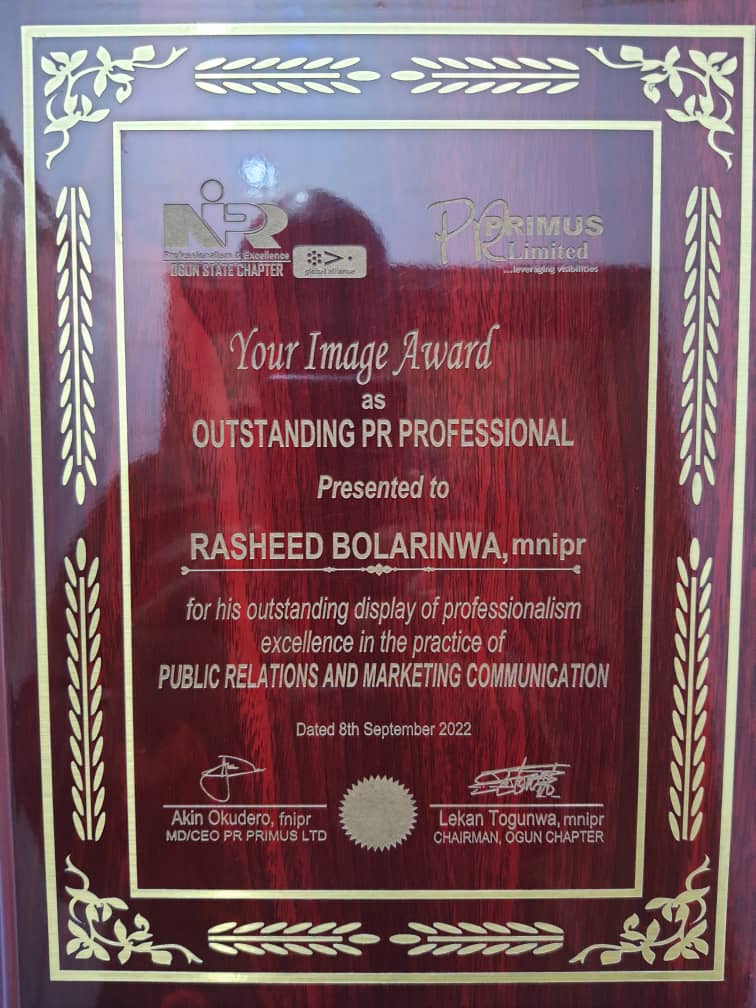 NIPR
Professionalism & Excellence
OGUN STATE CHAPTER
global alliance
PR PRIMUS
Limited
...leveraging visibilities
Your Image Award
as
OUTSTANDING PR PROFESSIONAL
Presented to
RASHEED BOLARINWA, mnipr
for his outstanding display of professionalism
excellence in the practice of
PUBLIC RELATIONS AND MARKETING COMMUNICATION
Dated 8th September 2022
Akin Okudero, fnipr
MD/CEO PR PRIMUS LTD
Lekan Togunwa, mnipr
CHAIRMAN, OGUN CHAPTER